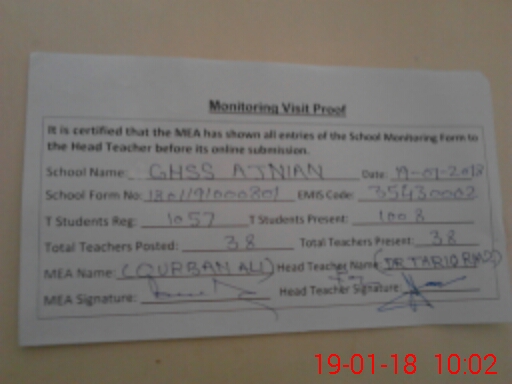 Monitoring Visit Proof
It is certified that the MEA has shown all entries of the School Monitoring Form to
the Head Teacher before its online submission.
School Name: GHSS AJNIAN Date: 19-01-2018
School Form No: 1801191000801 EMIS Code: 35430002
T Students Reg: 1057 T Students Present: 1008
Total Teachers Posted: 38 Total Teachers Present: 38
MEA Name: (QURBAN ALI) Head Teacher Name (DR TARIQ
MEA Signature: Head Teacher Signature:
19-01-18 10:02